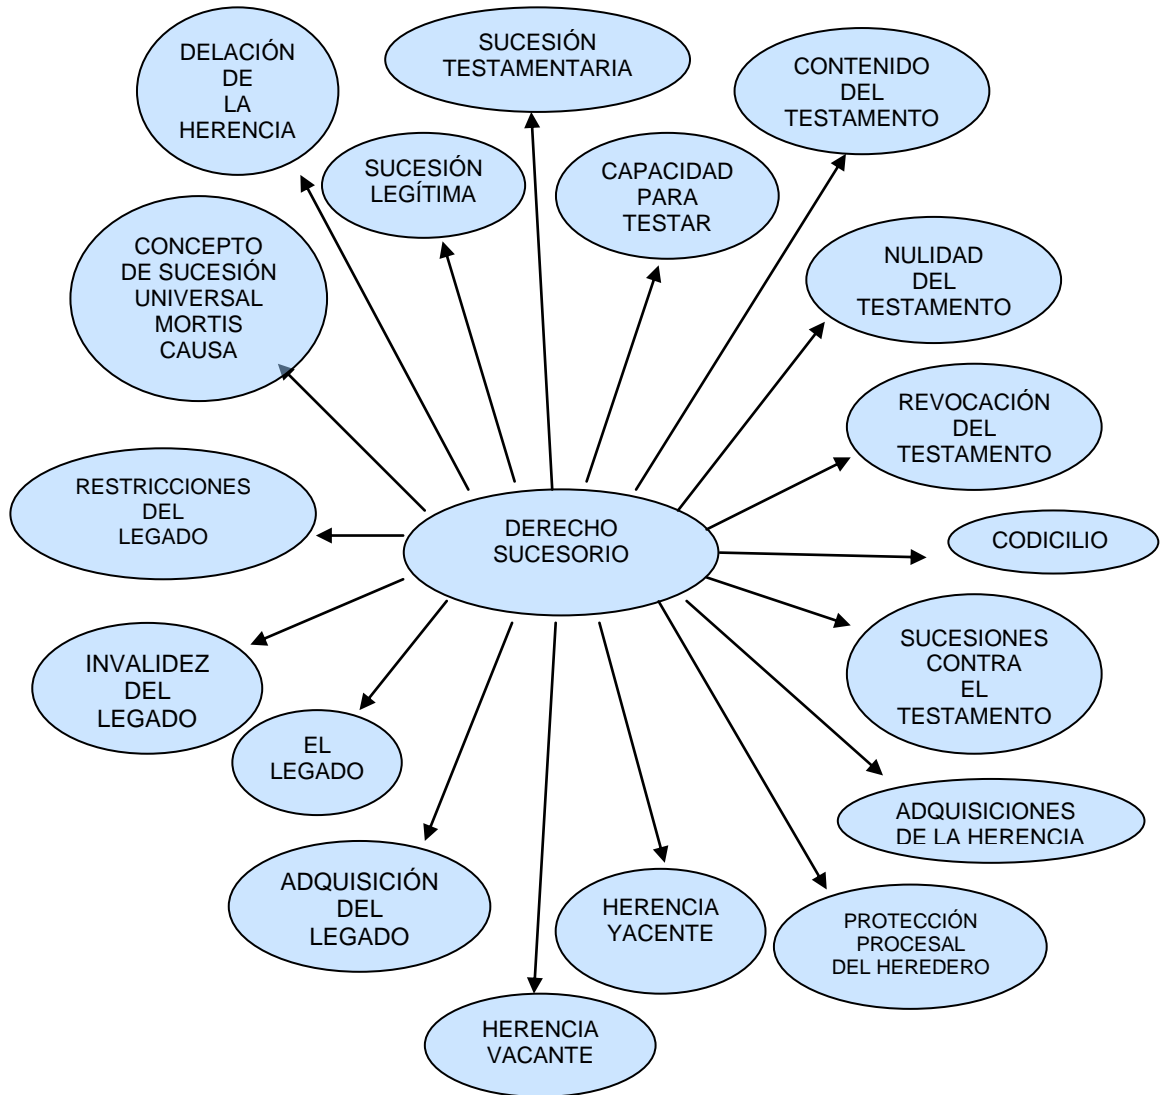 DELACIÓN
DE
LA
HERENCIA
SUCESIÓN
TESTAMENTARIA
CONTENIDO
DEL
TESTAMENTO
SUCESIÓN
LEGÍTIMA
CAPACIDAD
PARA
TESTAR
CONCEPTO
DE SUCESIÓN
UNIVERSAL
MORTIS
CAUSA
NULIDAD
DEL
TESTAMENTO
REVOCACIÓN
DEL
TESTAMENTO
RESTRICCIONES
DEL
LEGADO
DERECHO
SUCESORIO
CODICILIO
INVALIDEZ
DEL
LEGADO
SUCESIONES
CONTRA
EL
TESTAMENTO
EL
LEGADO
ADQUISICIONES
DE LA HERENCIA
ADQUISICIÓN
DEL
LEGADO
HERENCIA
YACENTE
PROTECCIÓN
PROCESAL
DEL HEREDERO
HERENCIA
VACANTE